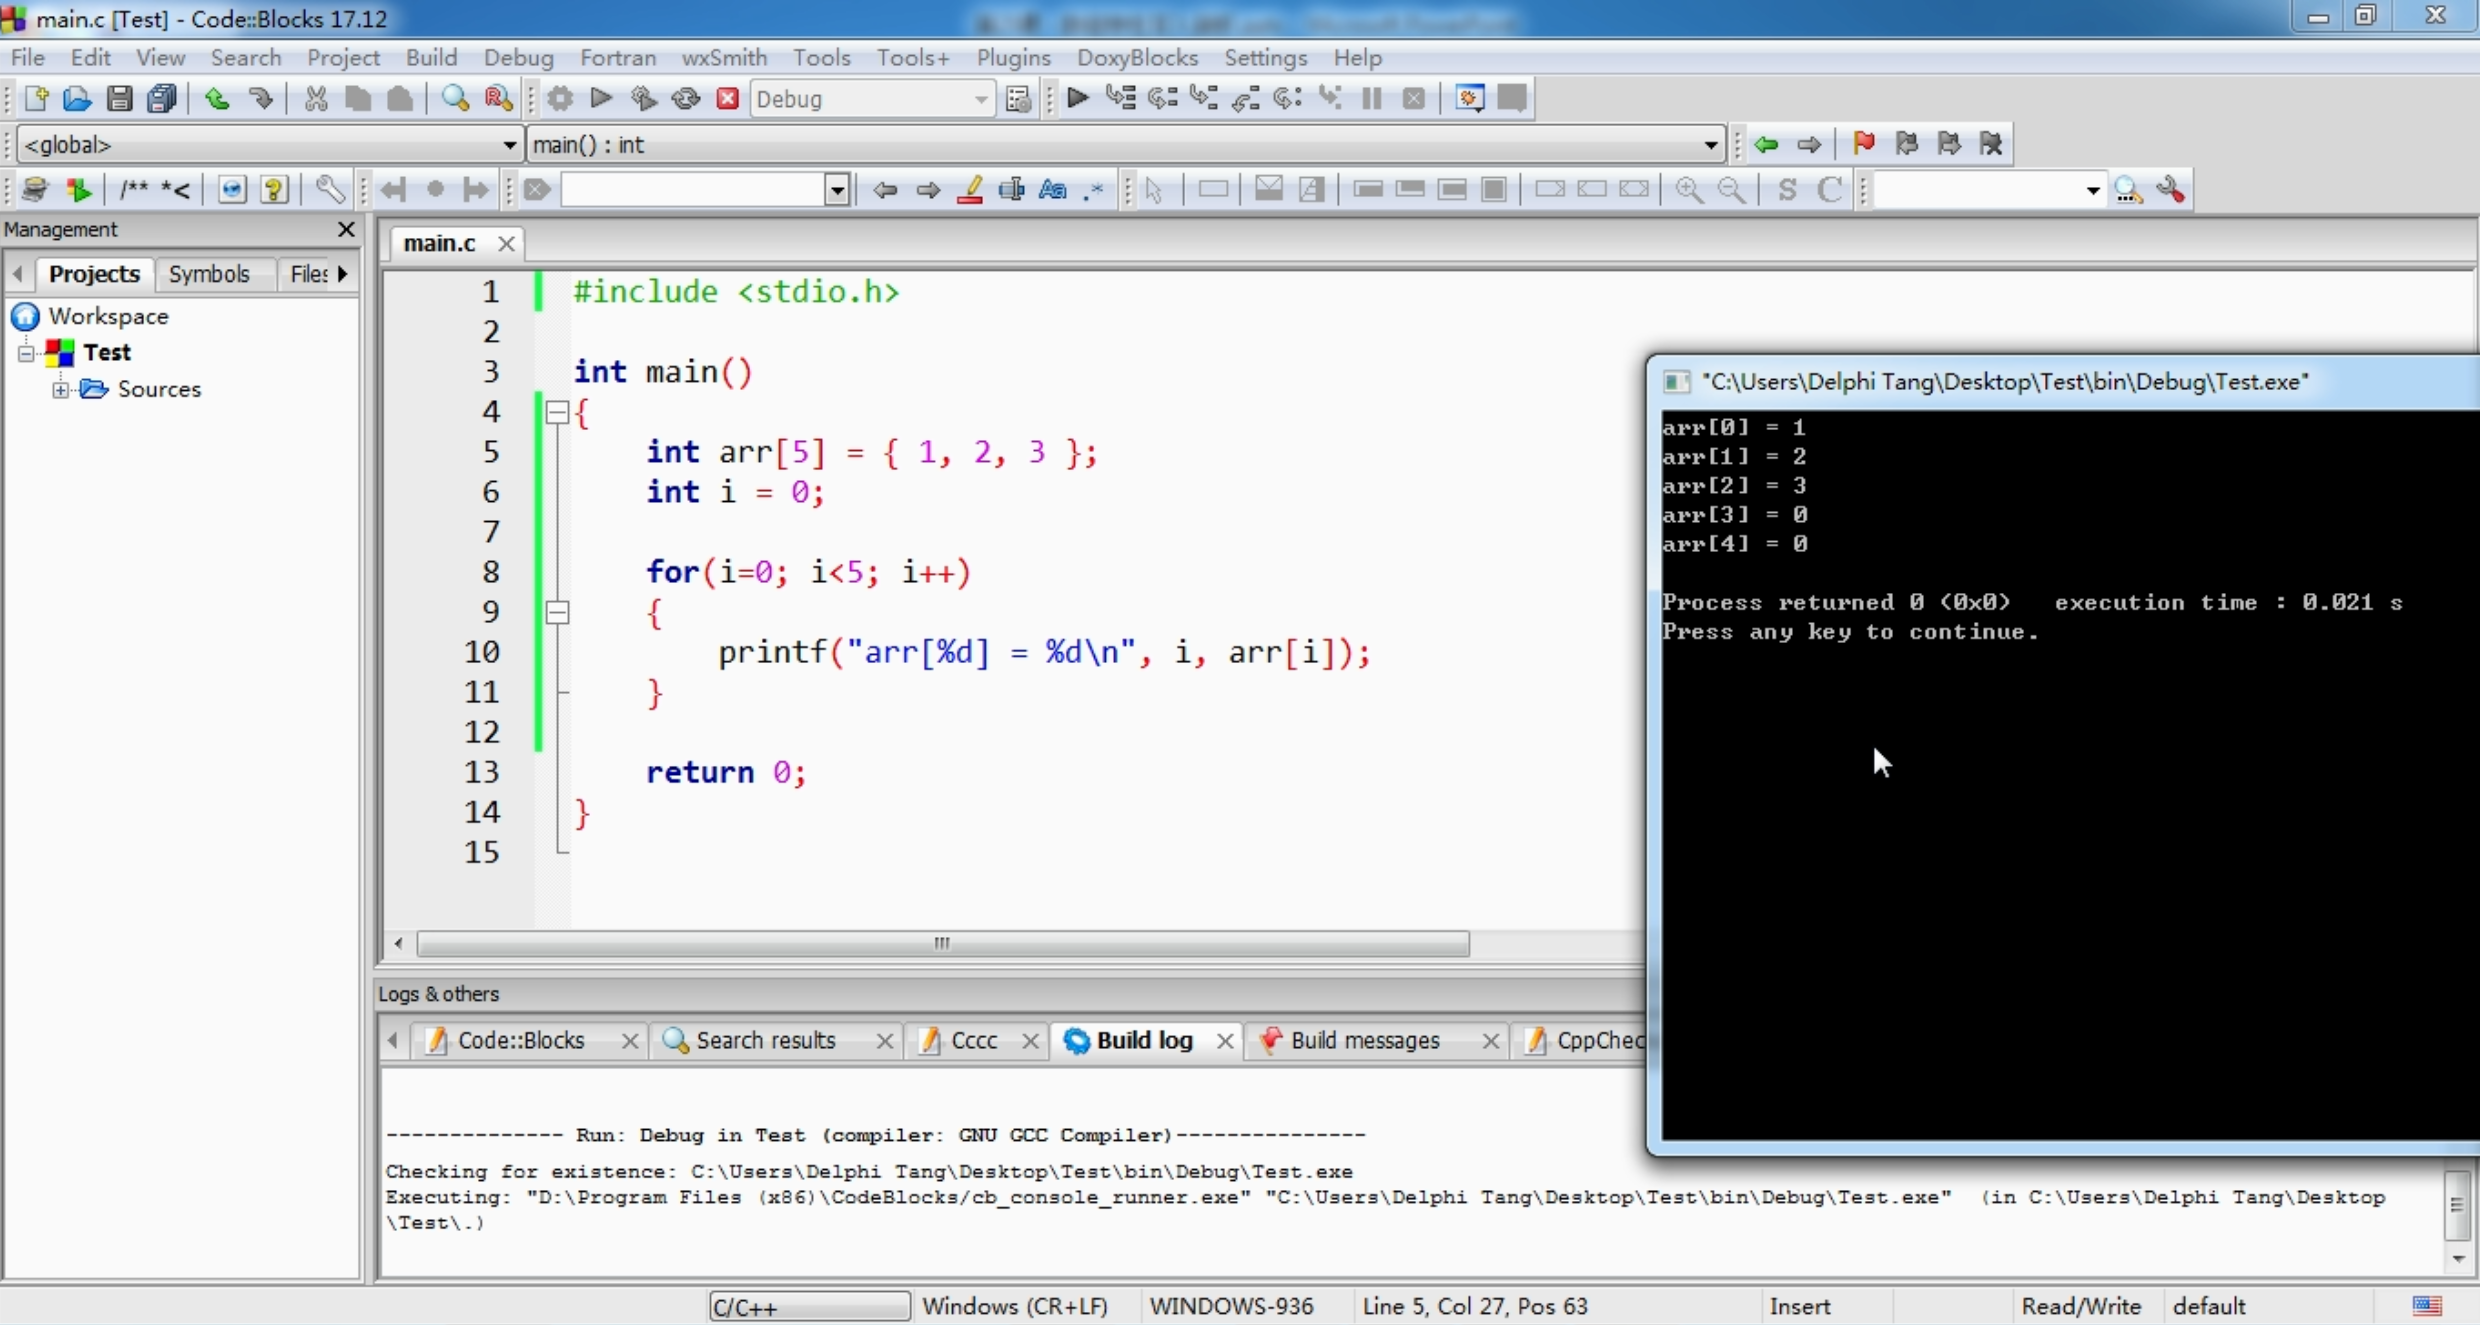 main.c [Test] - Code::Blocks 17.12
File Edit View Search Project Build Debug Fortran wxSmith Tools Tools+ Plugins DoxyBlocks Settings Help
Debug
<global> main() : int
/** *<
S C
Management
Projects Symbols Files
Workspace
Test
Sources
main.c
1 #include <stdio.h>
2
3 int main()
4 {
5     int arr[5] = { 1, 2, 3 };
6     int i = 0;
7
8     for(i=0; i<5; i++)
9     {
10         printf("arr[%d] = %d\n", i, arr[i]);
11     }
12
13     return 0;
14 }
15
"C:\Users\Delphi Tang\Desktop\Test\bin\Debug\Test.exe"
arr[0] = 1
arr[1] = 2
arr[2] = 3
arr[3] = 0
arr[4] = 0
Process returned 0 (0x0)   execution time : 0.021 s
Press any key to continue.
Logs & others
Code::Blocks Search results Cccc Build log Build messages CppChec
-------------- Run: Debug in Test (compiler: GNU GCC Compiler)---------------
Checking for existence: C:\Users\Delphi Tang\Desktop\Test\bin\Debug\Test.exe
Executing: "D:\Program Files (x86)\CodeBlocks/cb_console_runner.exe" "C:\Users\Delphi Tang\Desktop\Test\bin\Debug\Test.exe"  (in C:\Users\Delphi Tang\Desktop
\Test\.)
C/C++ Windows (CR+LF) WINDOWS-936 Line 5, Col 27, Pos 63 Insert Read/Write default